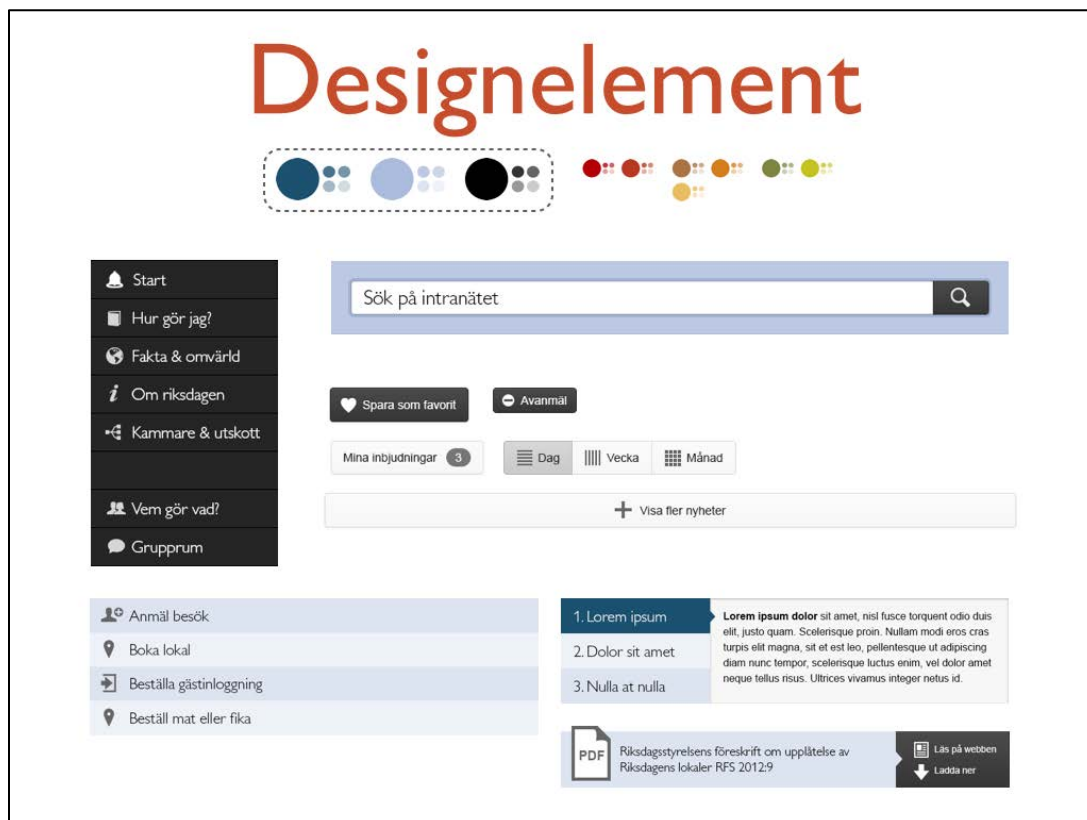 Designelement
Start
Hur gör jag?
Fakta & omvärld
Om riksdagen
Kammare & utskott
Vem gör vad?
Grupprum
Sök på intranätet
Spara som favorit
Avanmäl
Mina inbjudningar 3
Dag
Vecka
Månad
Visa fler nyheter
Anmäl besök
Boka lokal
Beställa gästinloggning
Beställ mat eller fika
1. Lorem ipsum
2. Dolor sit amet
3. Nulla at nulla
Lorem ipsum dolor sit amet, nisl fusce torquent odio duis
elit, justo quam. Scelerisque proin. Nullam modi eros cras
turpis elit magna, sit et est leo, pellentesque ut adipiscing
diam nunc tempor, scelerisque luctus enim, vel dolor amet
neque tellus risus. Ultrices vivamus integer netus id.
PDF
Riksdagsstyrelsens föreskrift om upplåtelse av
Riksdagens lokaler RFS 2012:9
Läs på webben
Ladda ner